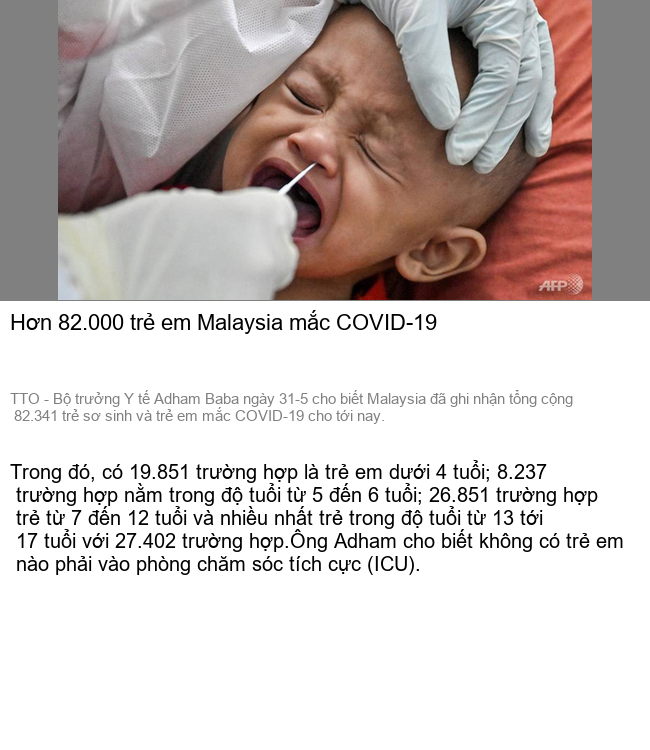 AFP
Hơn 82.000 trẻ em Malaysia mắc COVID-19
TTO - Bộ trưởng Y tế Adham Baba ngày 31-5 cho biết Malaysia đã ghi nhận tổng cộng
82.341 trẻ sơ sinh và trẻ em mắc COVID-19 cho tới nay.
Trong đó, có 19.851 trường hợp là trẻ em dưới 4 tuổi; 8.237
trường hợp nằm trong độ tuổi từ 5 đến 6 tuổi; 26.851 trường hợp
trẻ từ 7 đến 12 tuổi và nhiều nhất trẻ trong độ tuổi từ 13 tới
17 tuổi với 27.402 trường hợp.Ông Adham cho biết không có trẻ em
nào phải vào phòng chăm sóc tích cực (ICU).